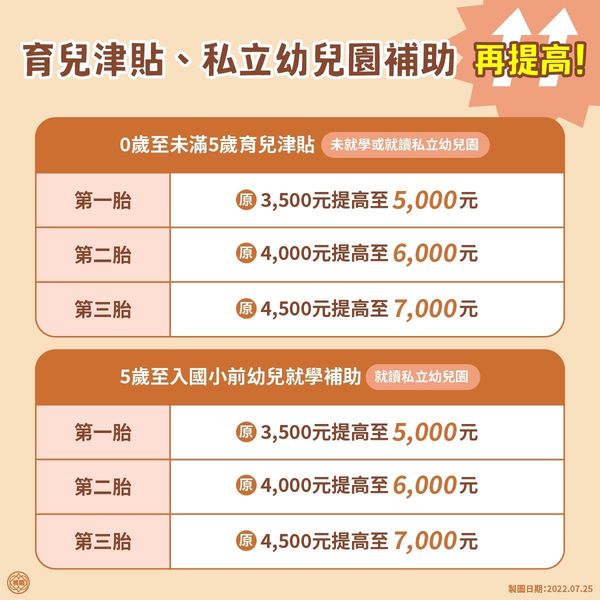 育兒津貼、私立幼兒園補助 再提高!
0歲至未滿5歲育兒津貼 未就學或就讀私立幼兒園
第一胎 原 3,500元提高至 5,000元
第二胎 原 4,000元提高至 6,000元
第三胎 原 4,500元提高至 7,000元
5歲至入國小前幼兒就學補助 就讀私立幼兒園
第一胎 原 3,500元提高至 5,000元
第二胎 原 4,000元提高至 6,000元
第三胎 原 4,500元提高至 7,000元
製圖日期:2022.07.25